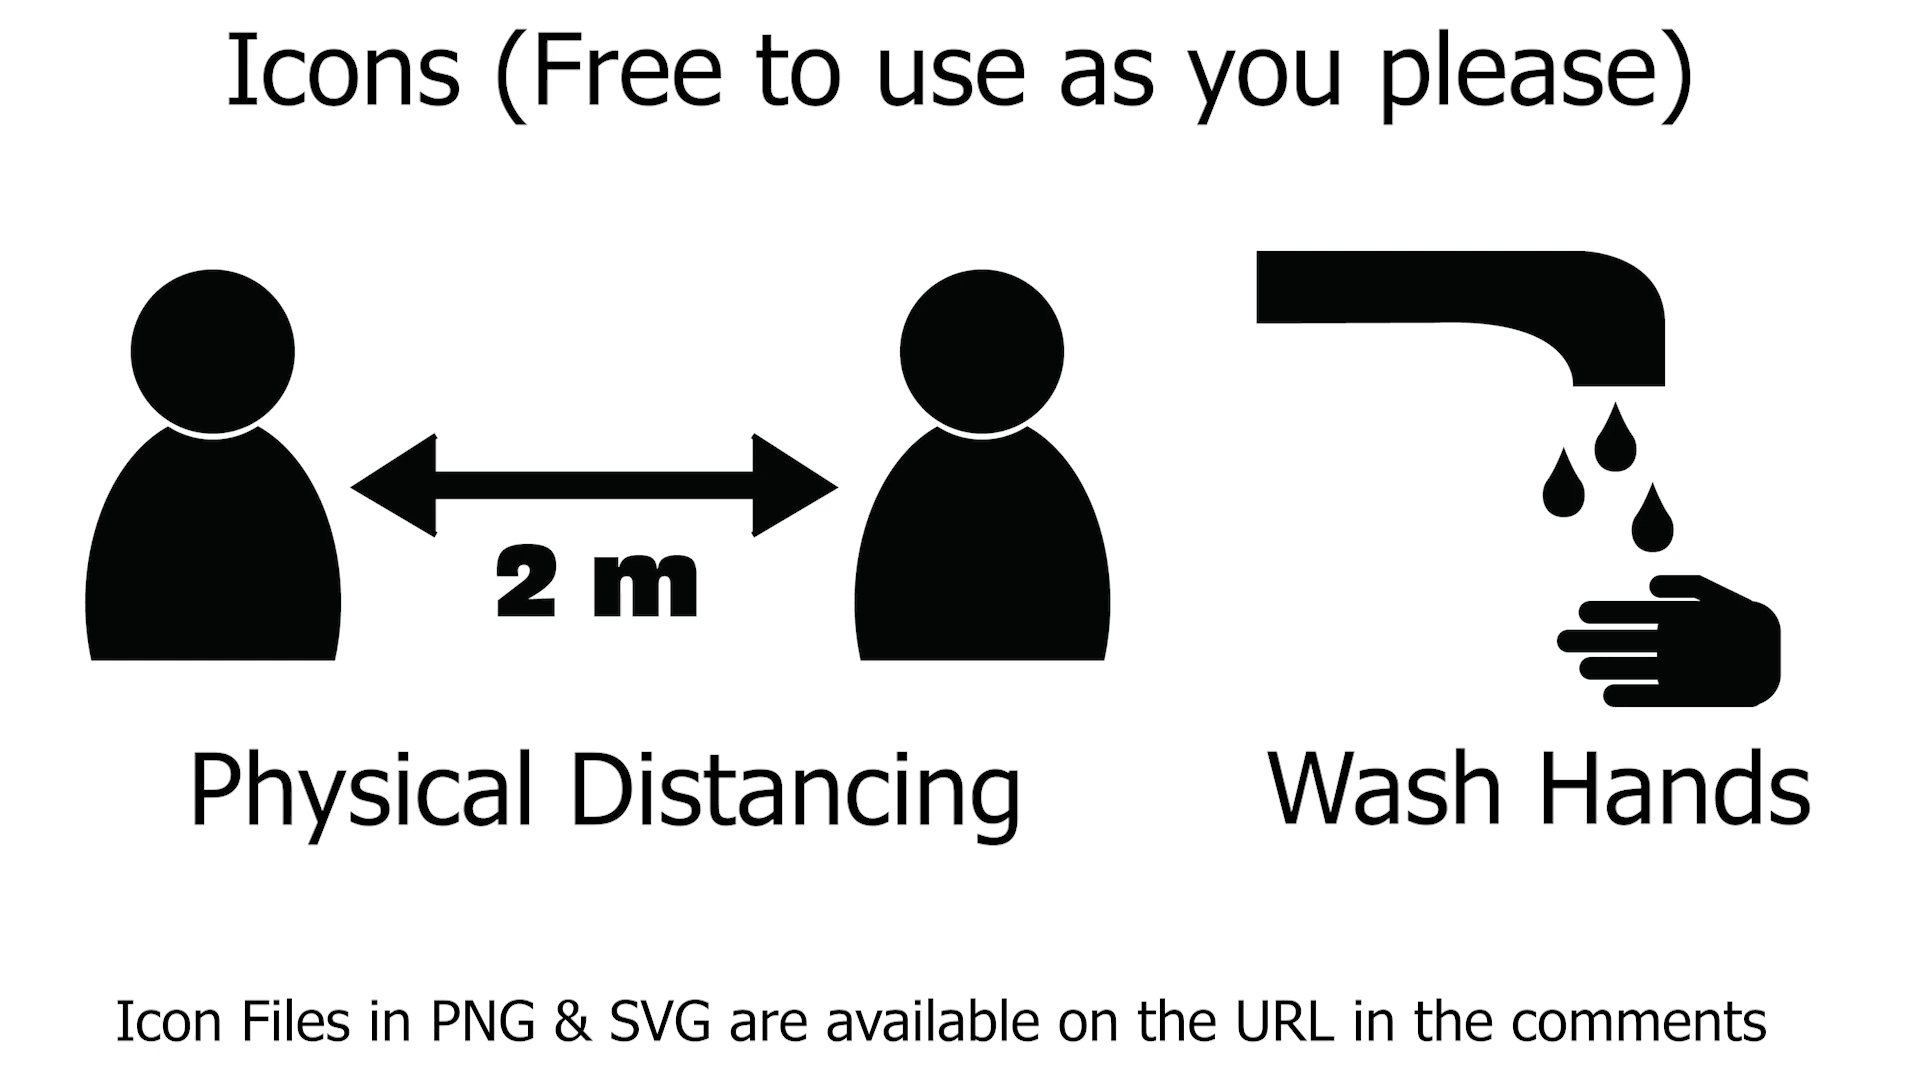 Icons (Free to use as you please)
2 m
Physical Distancing
Wash Hands
Icon Files in PNG & SVG are available on the URL in the comments